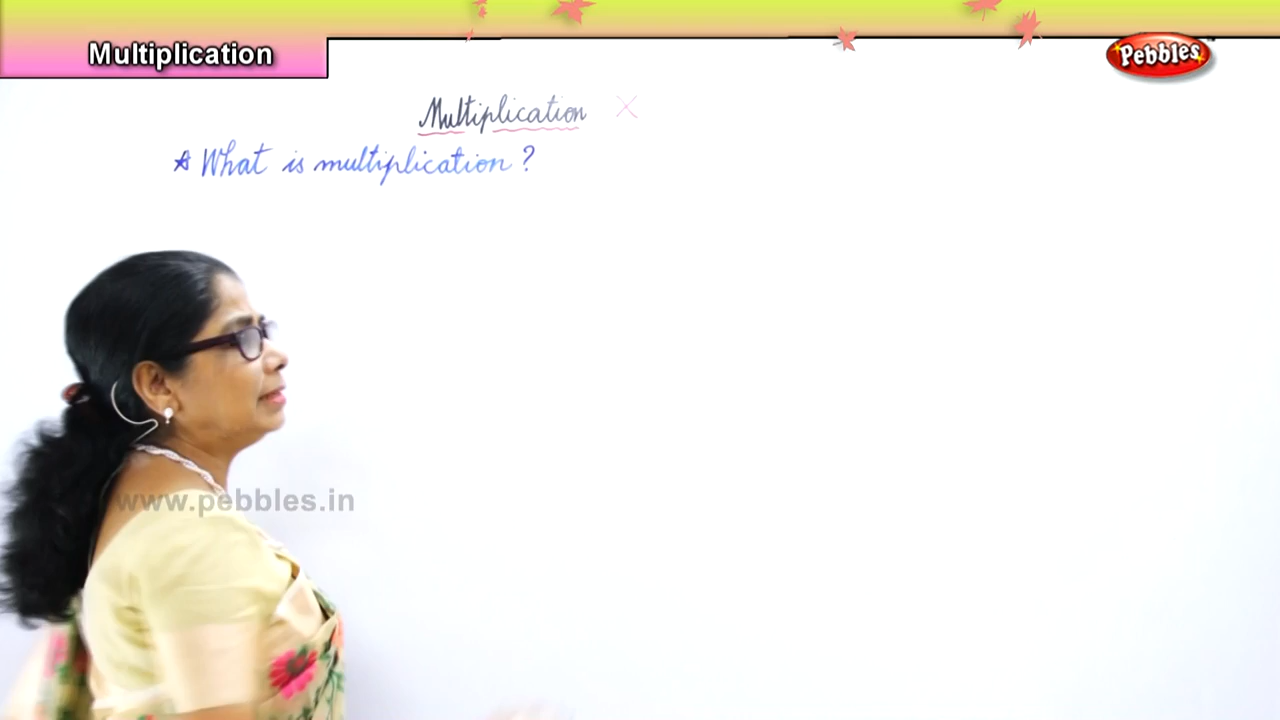 Multiplication
Pebbles
Multiplication ×
* What is multiplication ?
www.pebbles.in